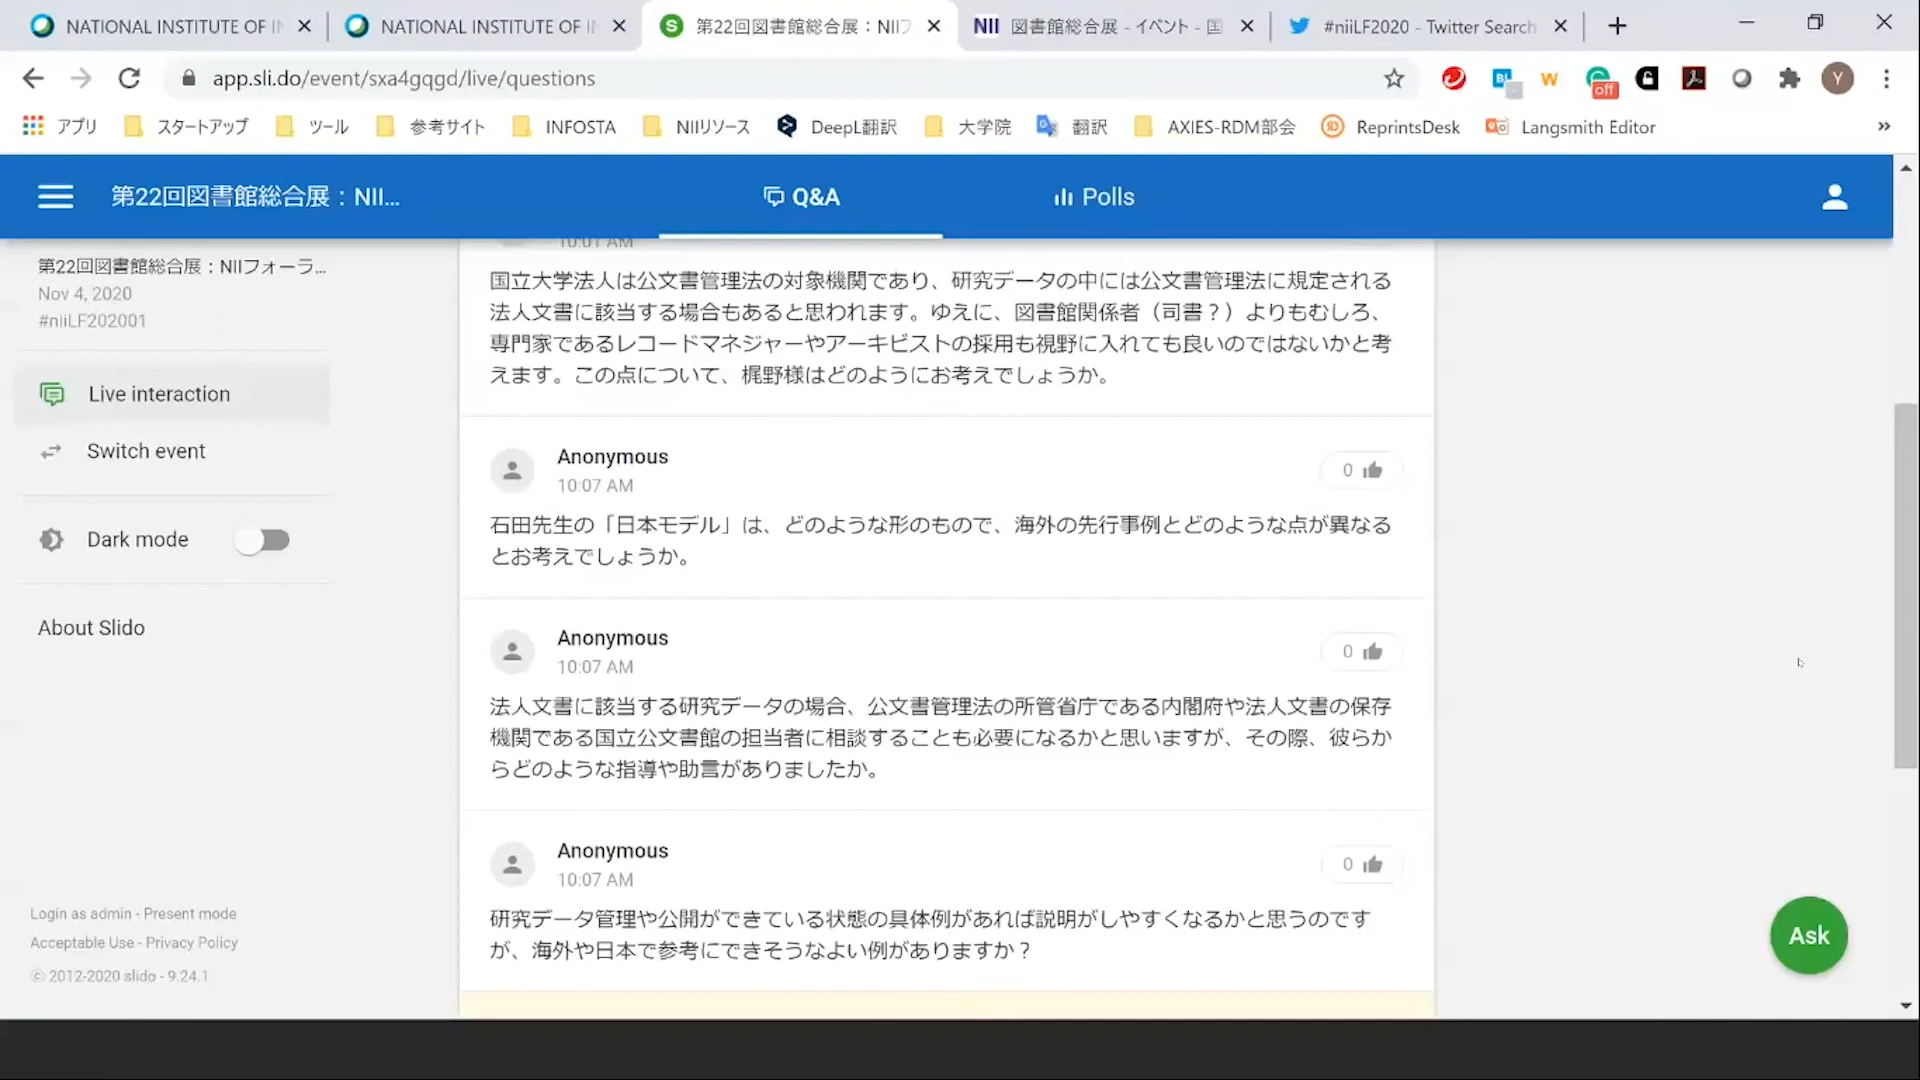 NATIONAL INSTITUTE OF IN
NATIONAL INSTITUTE OF IN
第22回図書館総合展：NIIフ
NII 図書館総合展 - イベント - 国
#niiLF2020 - Twitter Search
app.sli.do/event/sxa4gqgd/live/questions
off
Y
アプリ
スタートアップ
ツール
参考サイト
INFOSTA
NIIリソース
DeepL翻訳
大学院
翻訳
AXIES-RDM部会
ReprintsDesk
Langsmith Editor
第22回図書館総合展：NII...
Q&A
Polls
第22回図書館総合展：NIIフォーラ...
Nov 4, 2020
#niiLF202001
Live interaction
Switch event
Dark mode
About Slido
Login as admin - Present mode
Acceptable Use - Privacy Policy
© 2012-2020 slido - 9.24.1
10:01 AM
国立大学法人は公文書管理法の対象機関であり、研究データの中には公文書管理法に規定される
法人文書に該当する場合もあると思われます。ゆえに、図書館関係者（司書？）よりもむしろ、
専門家であるレコードマネジャーやアーキビストの採用も視野に入れても良いのではないかと考
えます。この点について、梶野様はどのようにお考えでしょうか。
Anonymous
10:07 AM
0
石田先生の「日本モデル」は、どのような形のもので、海外の先行事例とどのような点が異なる
とお考えでしょうか。
Anonymous
10:07 AM
0
法人文書に該当する研究データの場合、公文書管理法の所管省庁である内閣府や法人文書の保存
機関である国立公文書館の担当者に相談することも必要になるかと思いますが、その際、彼らか
らどのような指導や助言がありましたか。
Anonymous
10:07 AM
0
研究データ管理や公開ができている状態の具体例があれば説明がしやすくなるかと思うのです
が、海外や日本で参考にできそうなよい例がありますか？
Ask